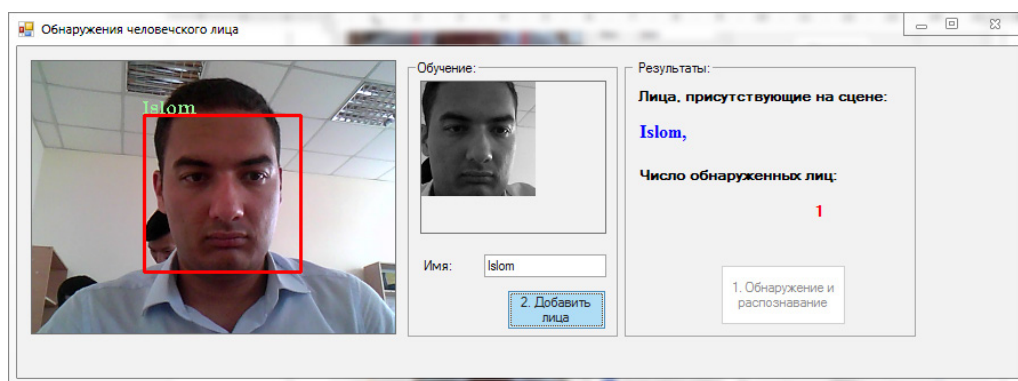 Обнаружения человечского лица
Islom
Обучение:
Имя:
Islom
2. Добавить
лица
Результаты:
Лица, присутствующие на сцене:
Islom,
Число обнаруженных лиц:
1
1. Обнаружение и
распознавание